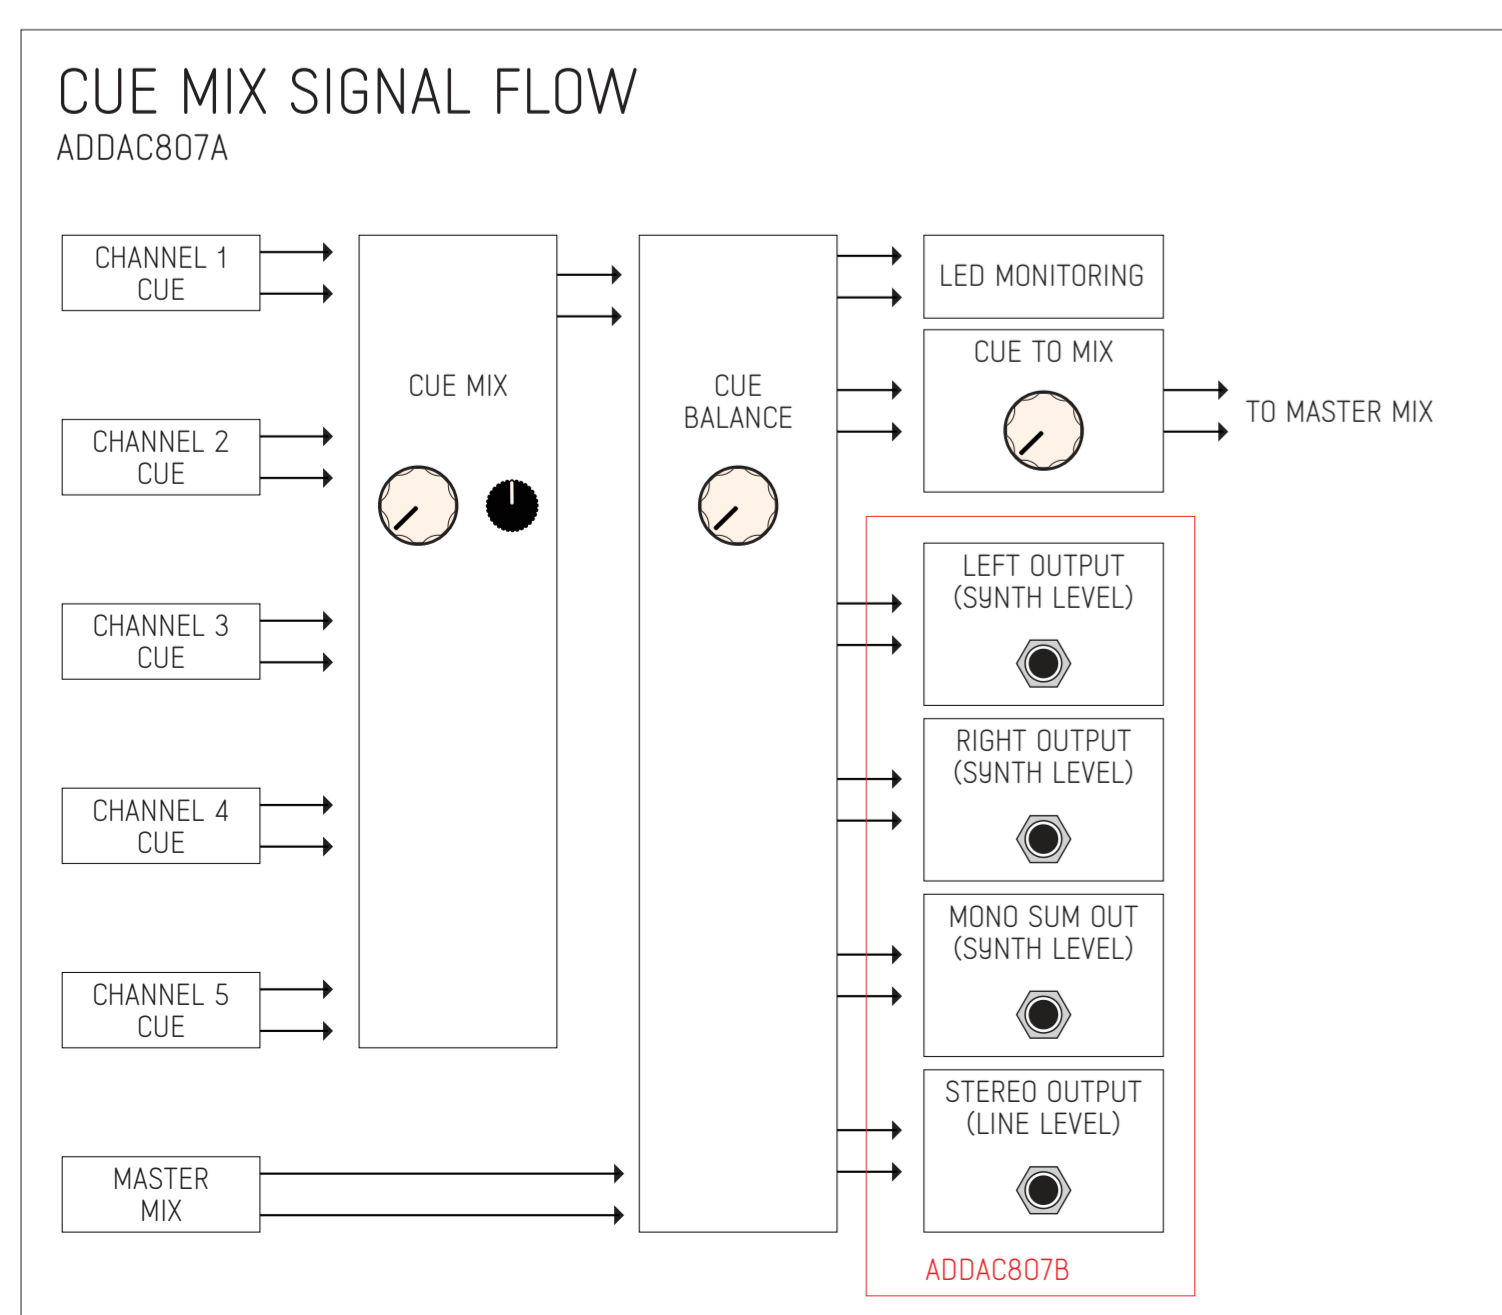 CUE MIX SIGNAL FLOW
ADDAC807A
CHANNEL 1
CUE
CHANNEL 2
CUE
CHANNEL 3
CUE
CHANNEL 4
CUE
CHANNEL 5
CUE
MASTER
MIX
CUE MIX
CUE
BALANCE
LED MONITORING
CUE TO MIX
TO MASTER MIX
LEFT OUTPUT
(SYNTH LEVEL)
RIGHT OUTPUT
(SYNTH LEVEL)
MONO SUM OUT
(SYNTH LEVEL)
STEREO OUTPUT
(LINE LEVEL)
ADDAC807B